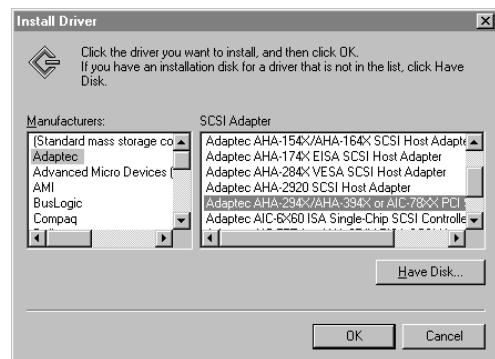 Install Driver
Click the driver you want to install, and then click OK.
If you have an installation disk for a driver that is not in the list, click Have
Disk.
Manufacturers:
(Standard mass storage co
Adaptec
Advanced Micro Devices (
AMI
BusLogic
Compaq
SCSI Adapter
Adaptec AHA-154X/AHA-164X SCSI Host Adapte
Adaptec AHA-174X EISA SCSI Host Adapter
Adaptec AHA-284X VESA SCSI Host Adapter
Adaptec AHA-2920 SCSI Host Adapter
Adaptec AHA-294X/AHA-394X or AIC-78XX PCI
Adaptec AIC-6X60 ISA Single-Chip SCSI Controlle
Have Disk...
OK
Cancel